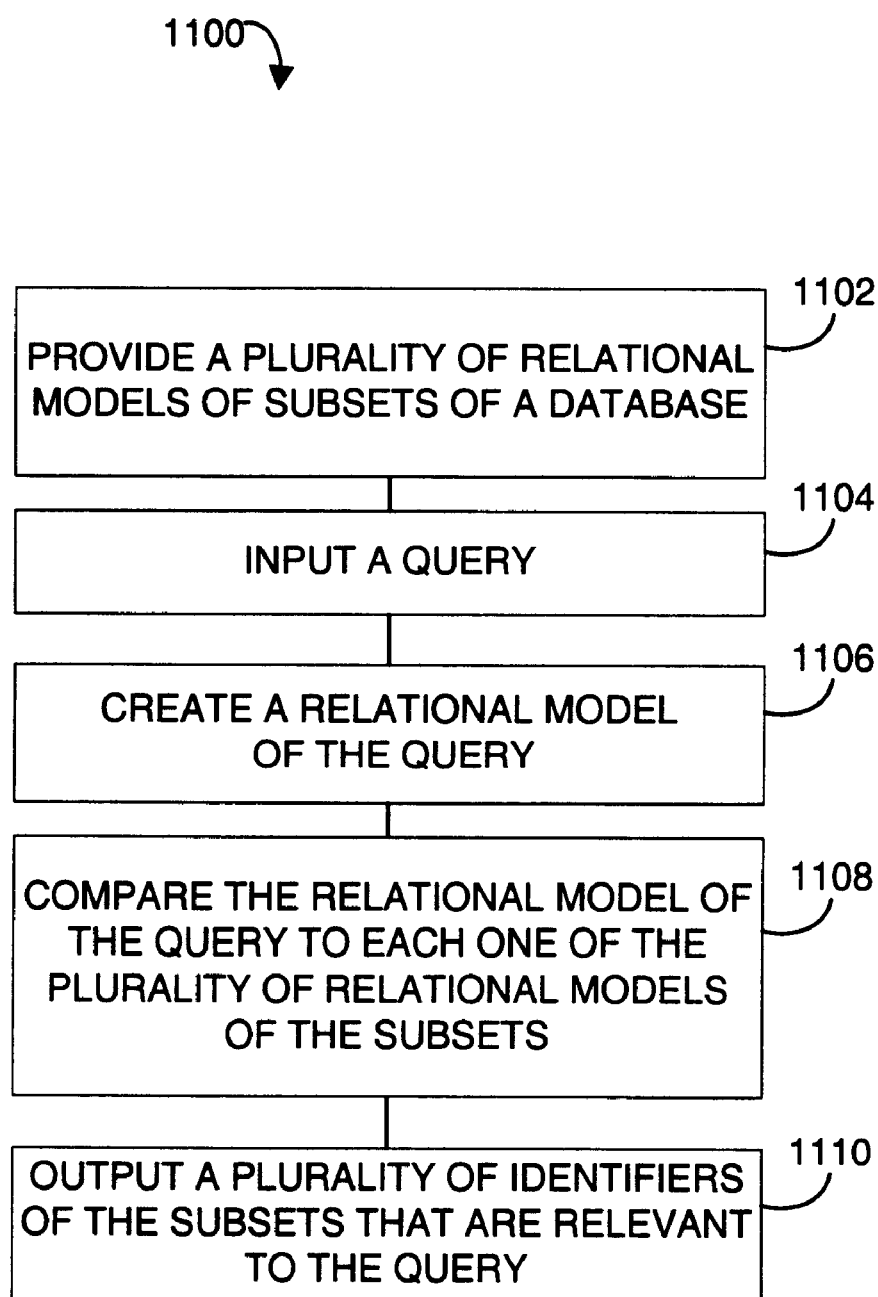 1100
1102
PROVIDE A PLURALITY OF RELATIONAL
MODELS OF SUBSETS OF A DATABASE
1104
INPUT A QUERY
1106
CREATE A RELATIONAL MODEL
OF THE QUERY
1108
COMPARE THE RELATIONAL MODEL OF
THE QUERY TO EACH ONE OF THE
PLURALITY OF RELATIONAL MODELS
OF THE SUBSETS
1110
OUTPUT A PLURALITY OF IDENTIFIERS
OF THE SUBSETS THAT ARE RELEVANT
TO THE QUERY